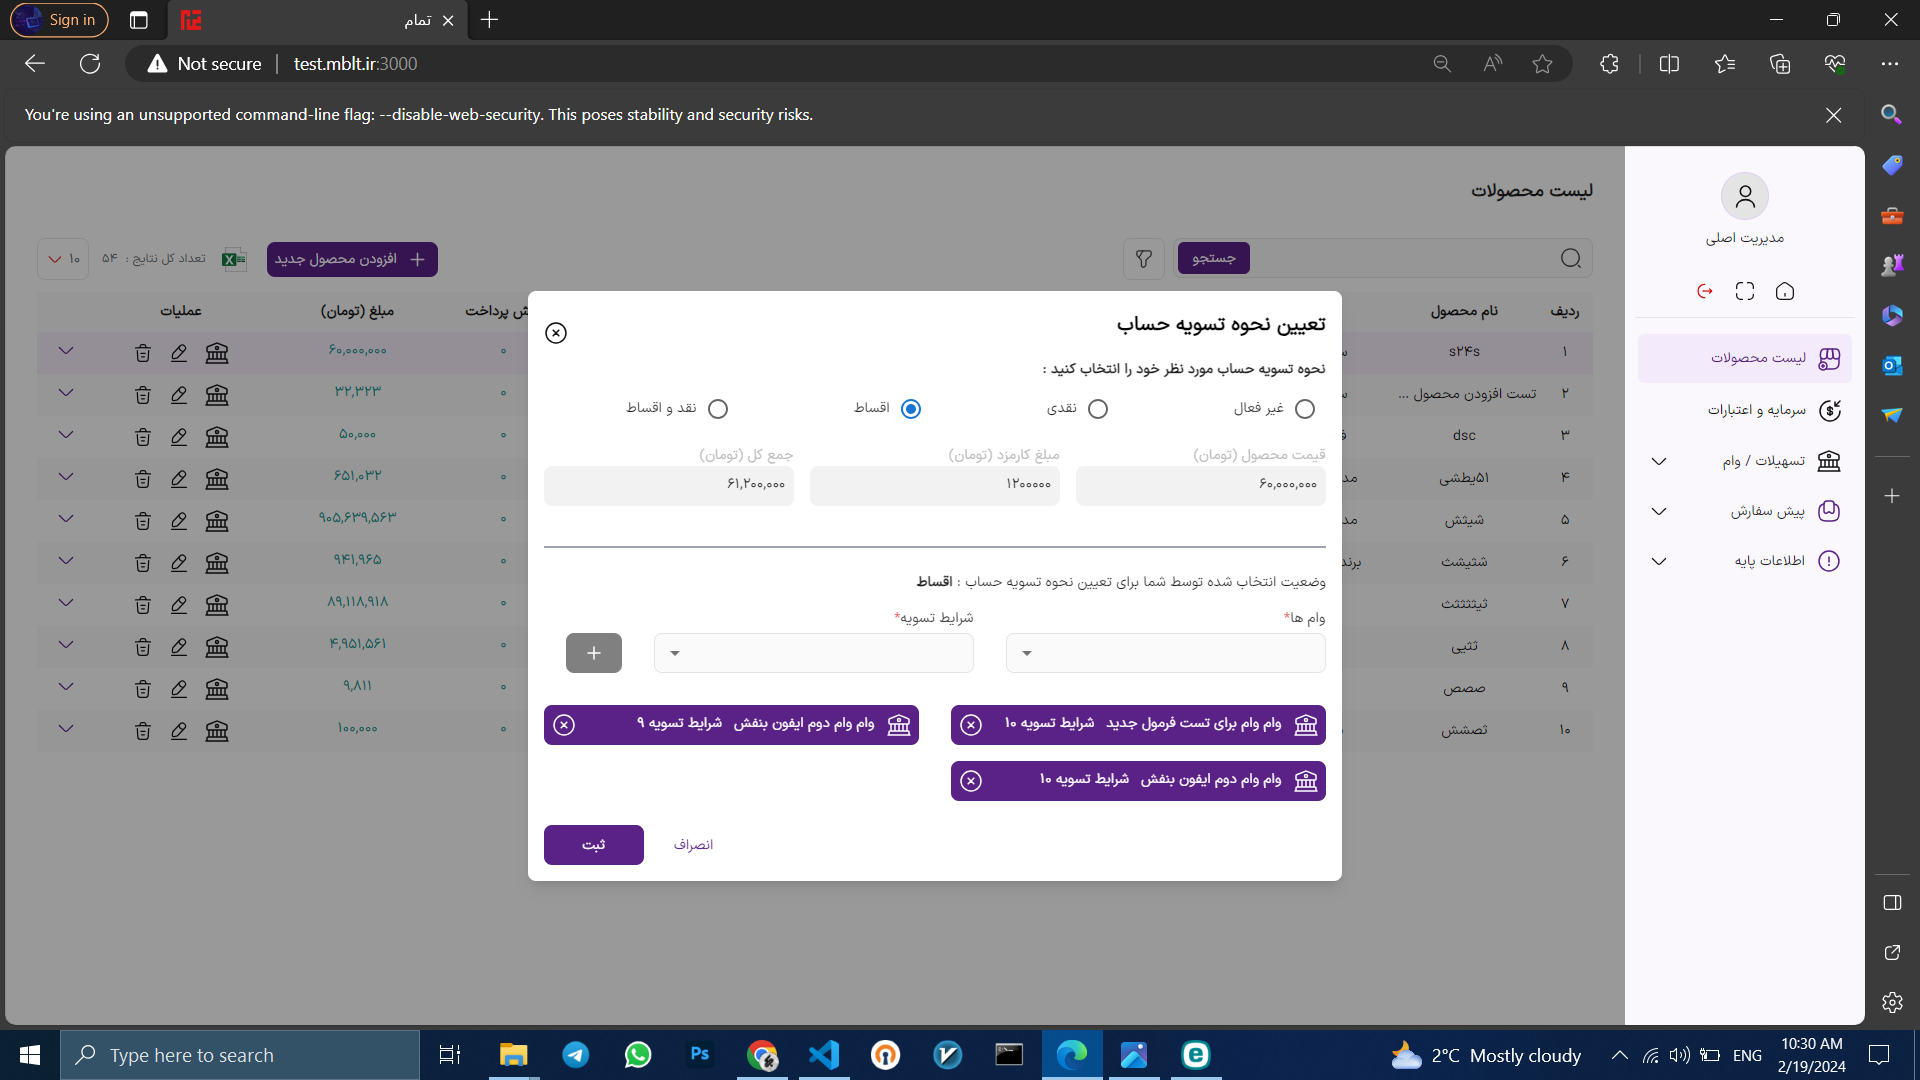 Sign in
تمام
Not secure
test.mblt.ir:3000
You're using an unsupported command-line flag: --disable-web-security. This poses stability and security risks.
لیست محصولات
جستجو
افزودن محصول جدید
تعداد کل نتایج : ۵۴
۱۰
ردیف
نام محصول
ش پرداخت
مبلغ (تومان)
عملیات
۱ s۲۴s ۰ ۶۰,۰۰۰,۰۰۰
۲ تست افزودن محصول ... ۰ ۳۲,۳۲۳
۳ dsc ۰ ۵۰,۰۰۰
۴ ۵۱یطشی مد ۰ ۶۵۱,۰۳۲
۵ شیثش مد ۰ ۹۰۵,۶۳۹,۵۶۳
۶ شثیشث برند ۰ ۹۴۱,۹۶۵
۷ ثیثثثثث ۰ ۸۹,۱۱۸,۹۱۸
۸ ثثیی ۰ ۴,۹۵۱,۵۶۱
۹ صصص ۰ ۹,۸۱۱
۱۰ ثصشش ۰ ۱۰۰,۰۰۰
تعیین نحوه تسویه حساب
نحوه تسویه حساب مورد نظر خود را انتخاب کنید :
غیر فعال
نقدی
اقساط
نقد و اقساط
قیمت محصول (تومان)
مبلغ کارمزد (تومان)
جمع کل (تومان)
۶۰,۰۰۰,۰۰۰
۱۲۰۰۰۰۰
۶۱,۲۰۰,۰۰۰
وضعیت انتخاب شده توسط شما برای تعیین نحوه تسویه حساب : اقساط
وام ها*
شرایط تسویه*
وام وام برای تست فرمول جدید شرایط تسویه ۱۰
وام وام دوم ایفون بنفش شرایط تسویه ۹
وام وام دوم ایفون بنفش شرایط تسویه ۱۰
انصراف
ثبت
مدیریت اصلی
لیست محصولات
سرمایه و اعتبارات
تسهیلات / وام
پیش سفارش
اطلاعات پایه
Type here to search
Ps
2°C Mostly cloudy
ENG
10:30 AM
2/19/2024